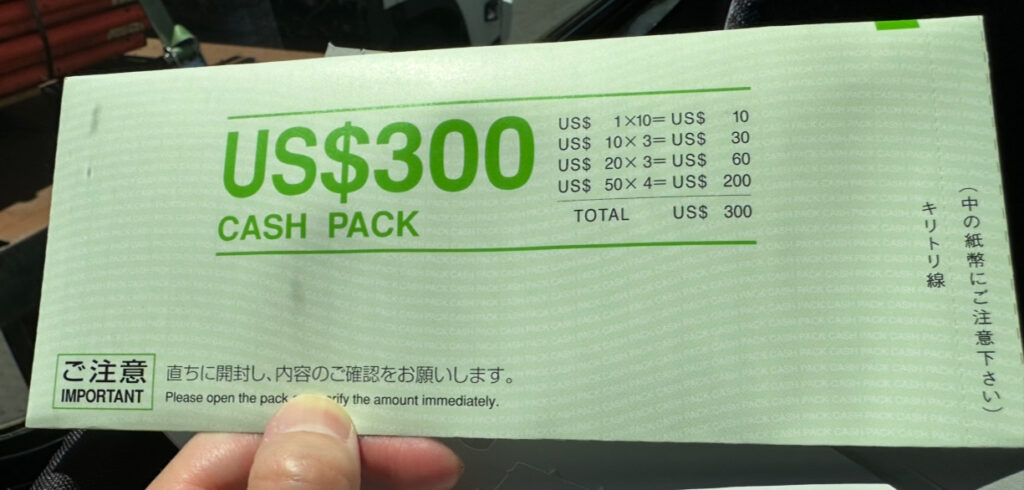 US$300
CASH PACK
US$ 1×10= US$ 10
US$ 10× 3= US$ 30
US$ 20× 3= US$ 60
US$ 50× 4= US$ 200
TOTAL US$ 300
ご注意
IMPORTANT
直ちに開封し、内容のご確認をお願いします。
Please open the pack the amount immediately.
(中の紙幣にご注意下さい)
キリトリ線